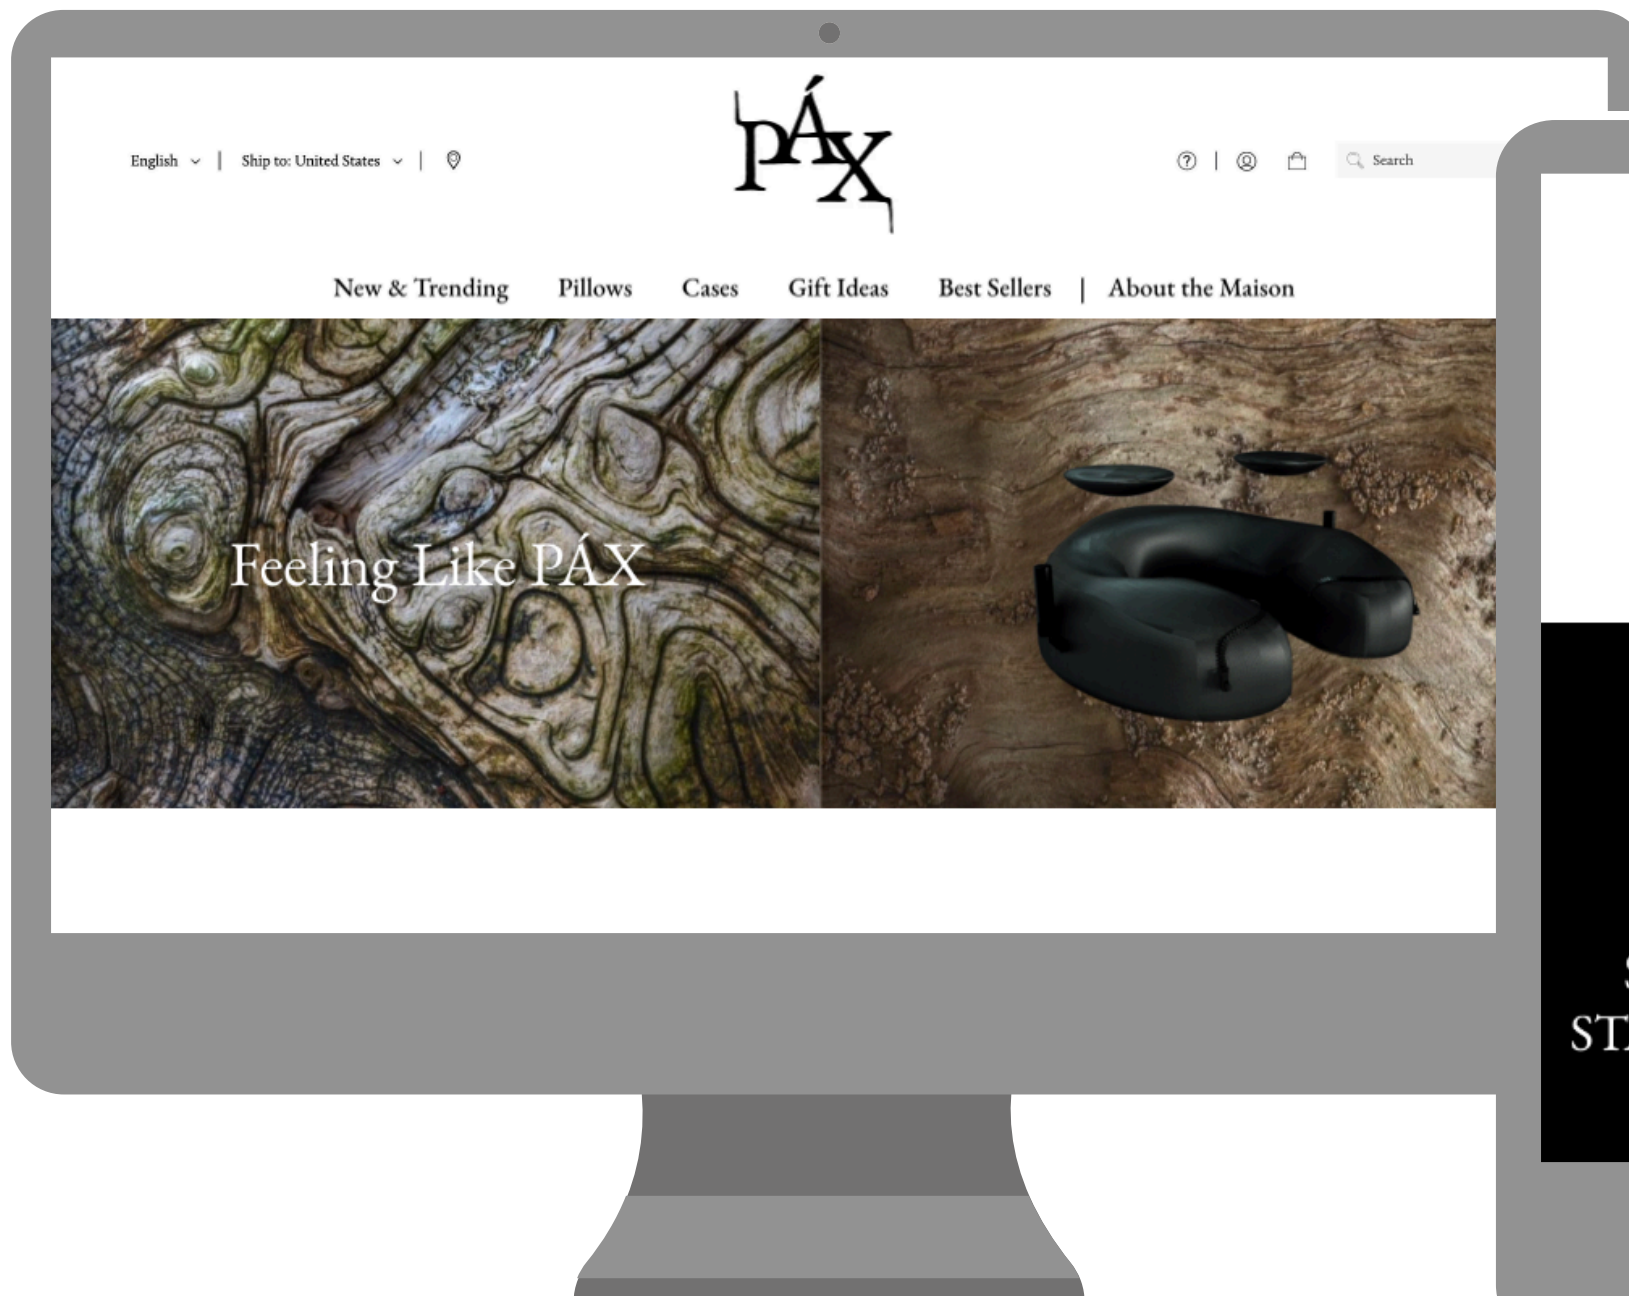 PÁX
English
Ship to: United States
Search
New & Trending
Pillows
Cases
Gift Ideas
Best Sellers | About the Maison
Feeling Like PÁX